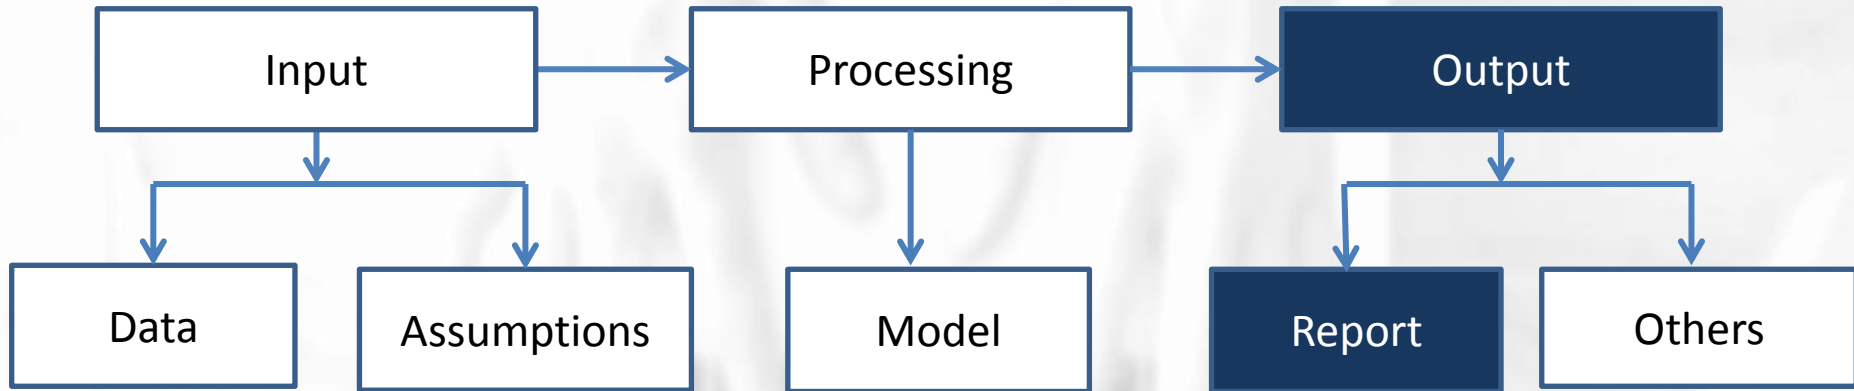 Input
Processing
Output
Data
Assumptions
Model
Report
Others